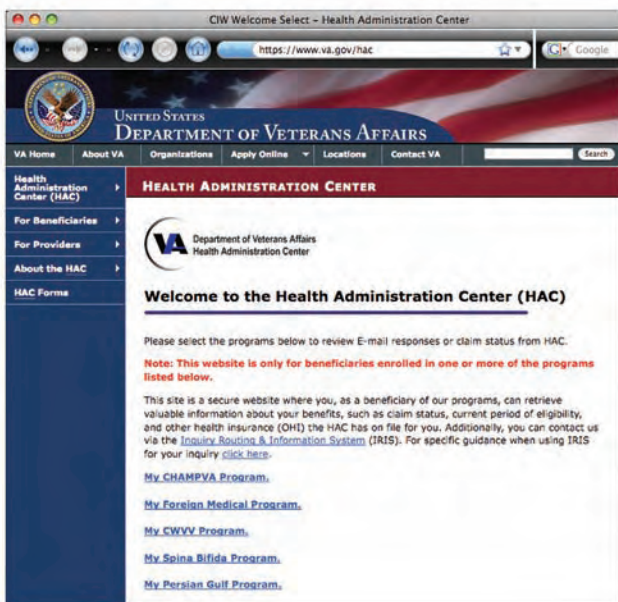 CIW Welcome Select – Health Administration Center
https://www.va.gov/hac
Google
UNITED STATES
DEPARTMENT OF VETERANS AFFAIRS
VA Home About VA Organizations Apply Online Locations Contact VA Search
Health
Administration
Center (HAC)
For Beneficiaries
For Providers
About the HAC
HAC Forms
HEALTH ADMINISTRATION CENTER
VA
Department of Veterans Affairs
Health Administration Center
Welcome to the Health Administration Center (HAC)
Please select the programs below to review E-mail responses or claim status from HAC.
Note: This website is only for beneficiaries enrolled in one or more of the programs
listed below.
This site is a secure website where you, as a beneficiary of our programs, can retrieve
valuable information about your benefits, such as claim status, current period of eligibility,
and other health insurance (OHI) the HAC has on file for you. Additionally, you can contact us
via the Inquiry Routing & Information System (IRIS). For specific guidance when using IRIS
for your inquiry click here.
My CHAMPVA Program.
My Foreign Medical Program.
My CWVV Program.
My Spina Bifida Program.
My Persian Gulf Program.